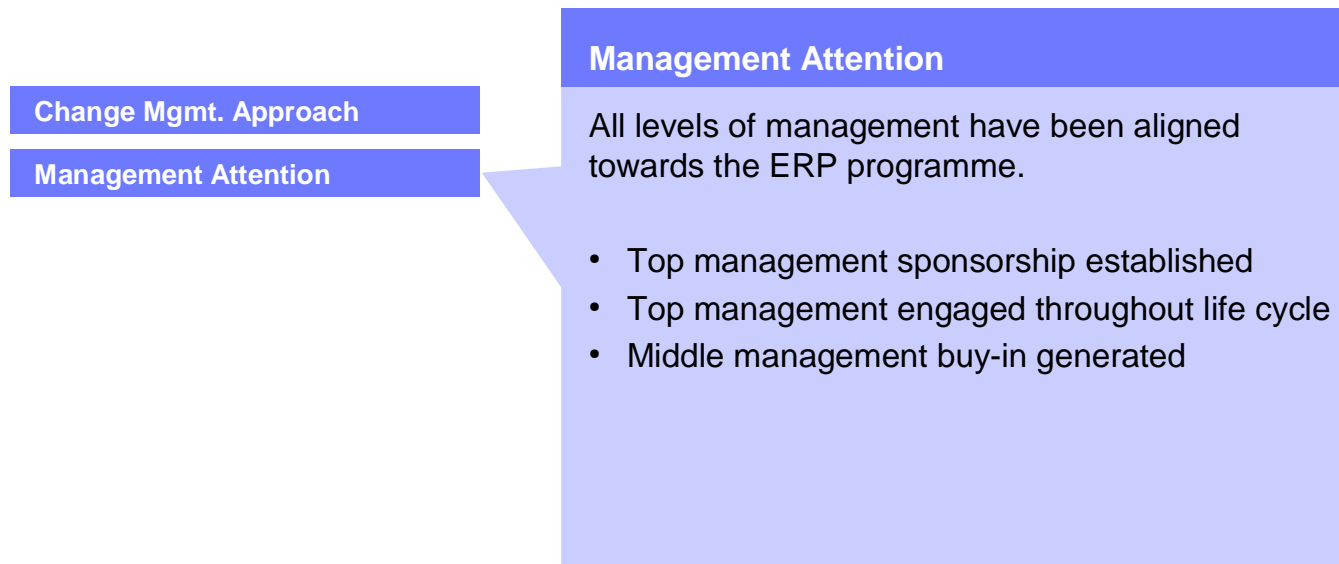 Change Mgmt. Approach
Management Attention
Management Attention
All levels of management have been aligned
towards the ERP programme.
• Top management sponsorship established
• Top management engaged throughout life cycle
• Middle management buy-in generated